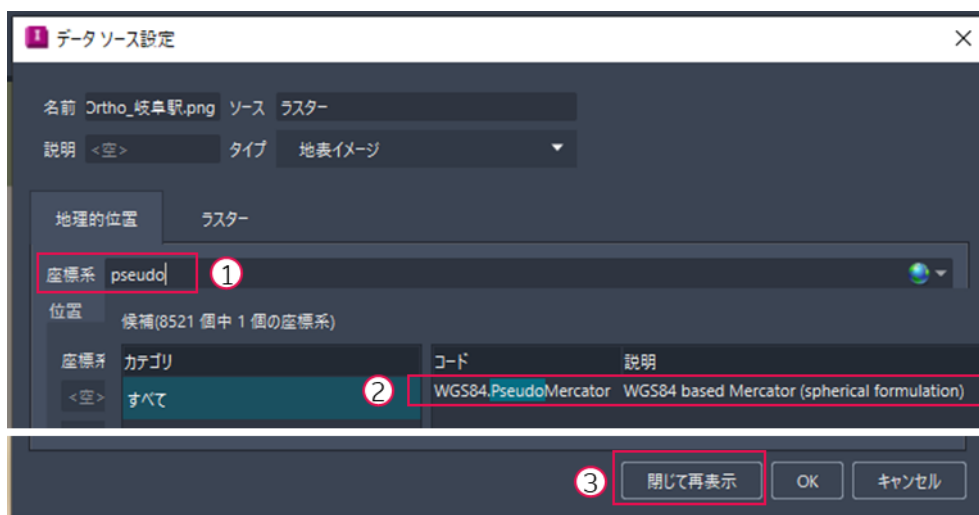 データ ソース設定
名前 Ortho_岐阜駅.png ソース ラスター
説明 <空> タイプ 地表イメージ
地理的位置 ラスター
座標系 pseudo ①
位置
候補(8521 個中 1 個の座標系)
座標系 カテゴリ コード 説明
<空> すべて ② WGS84.PseudoMercator WGS84 based Mercator (spherical formulation)
③ 閉じて再表示 OK キャンセル